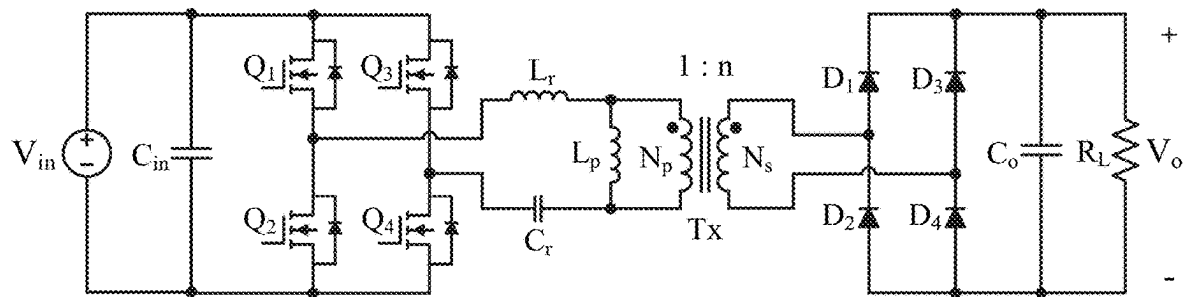 V_in
+
-
C_in
Q_1
Q_3
Q_2
Q_4
L_r
C_r
L_p
N_p
1 : n
N_s
Tx
D_1
D_3
D_2
D_4
C_o
R_L
+
V_o
-